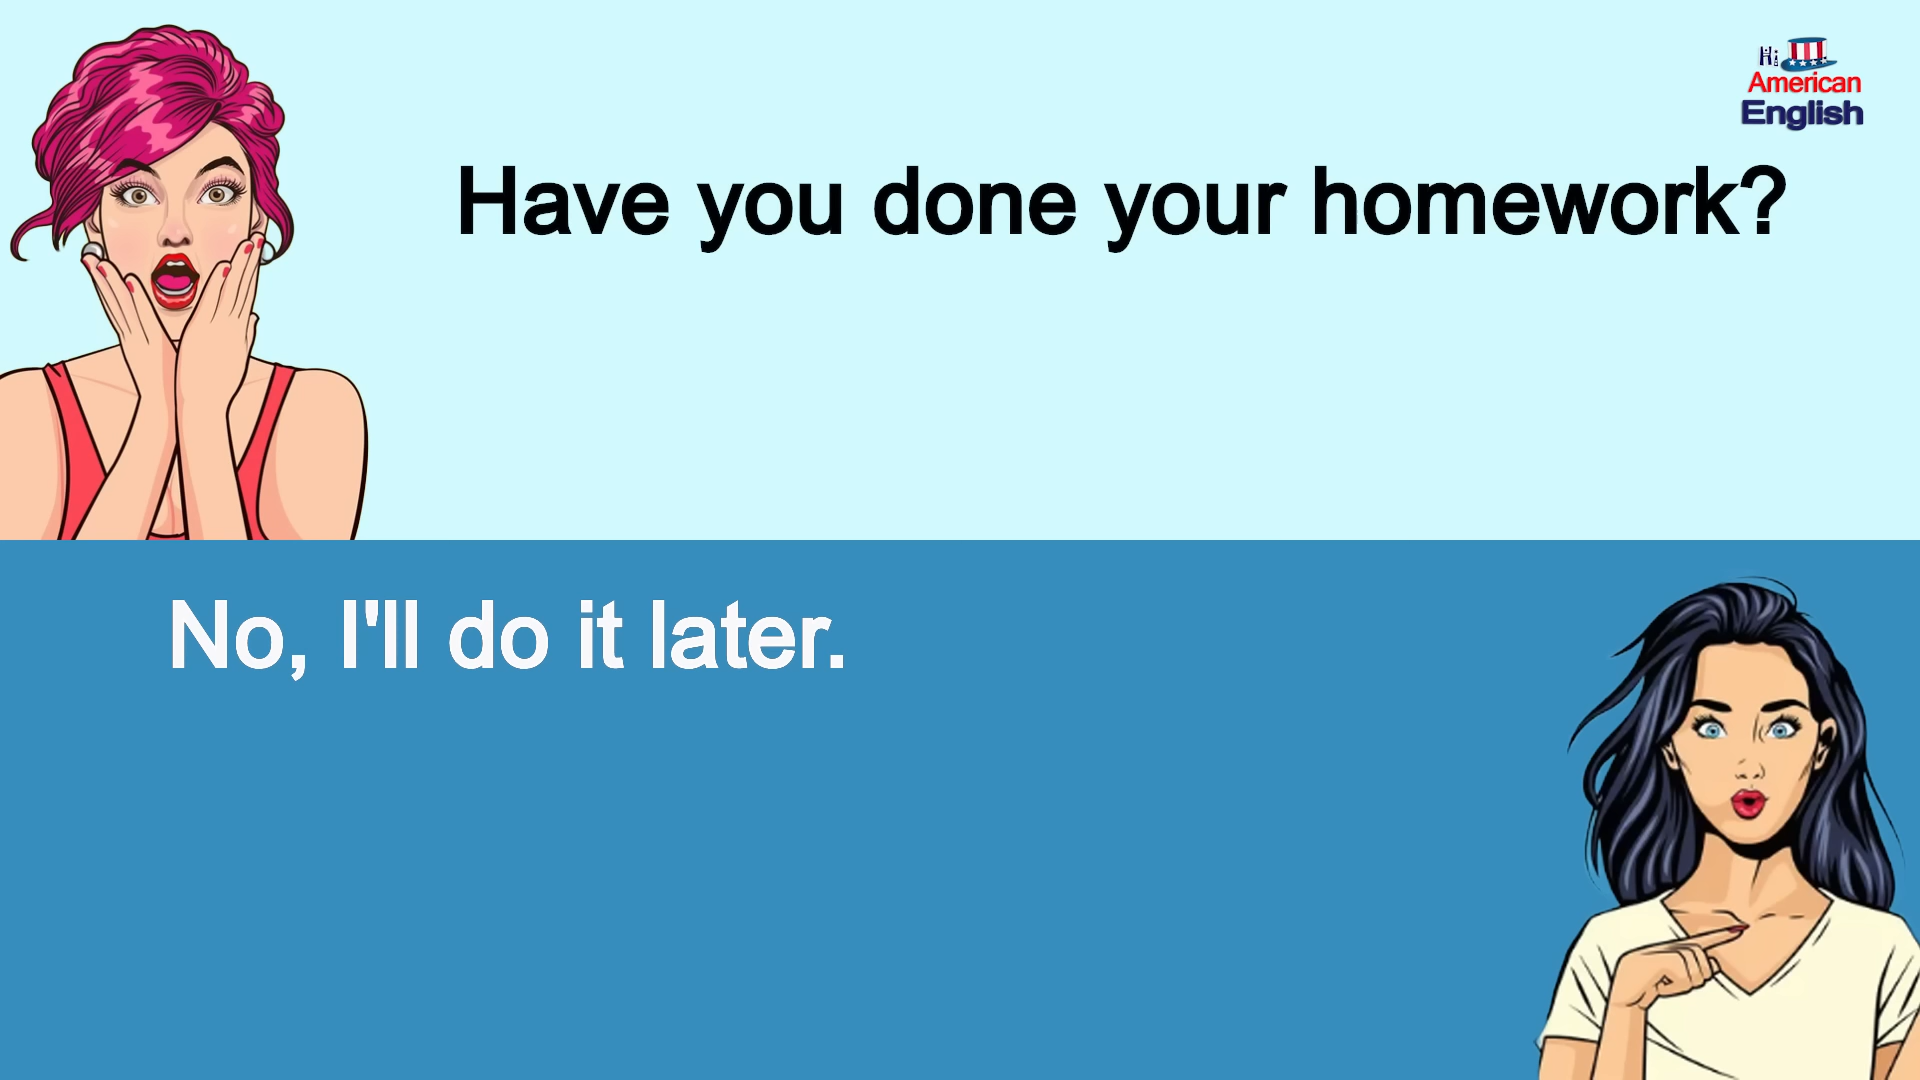 Hi
American
English
Have you done your homework?
No, I'll do it later.